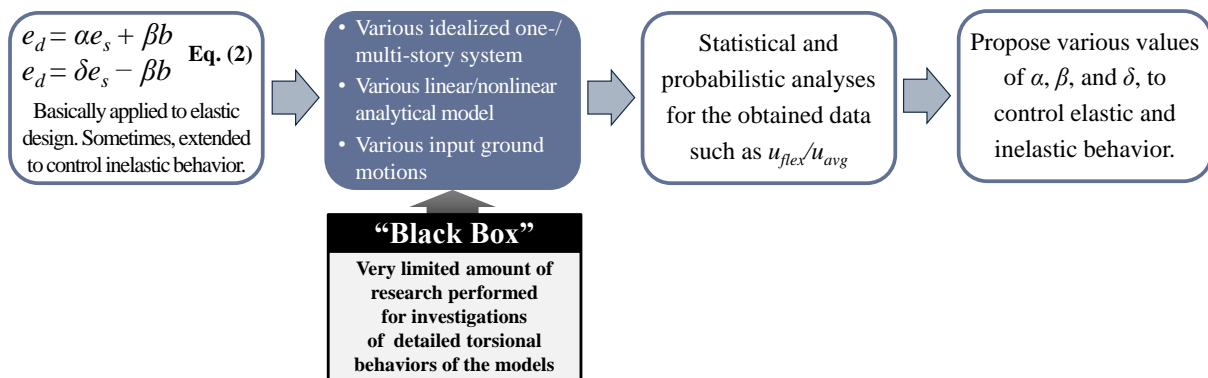 e_d = αe_s + βb
Eq. (2)
e_d = δe_s − βb
Basically applied to elastic
design. Sometimes, extended
to control inelastic behavior.
• Various idealized one-/
multi-story system
• Various linear/nonlinear
analytical model
• Various input ground
motions
Statistical and
probabilistic analyses
for the obtained data
such as u_flex/u_avg
Propose various values
of α, β, and δ, to
control elastic and
inelastic behavior.
“Black Box”
Very limited amount of
research performed
for investigations
of detailed torsional
behaviors of the models